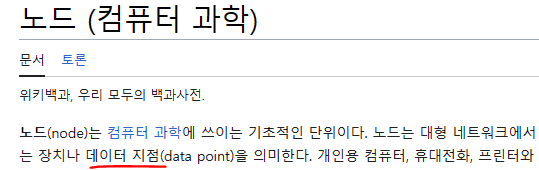 노드 (컴퓨터 과학)
문서 토론
위키백과, 우리 모두의 백과사전.
노드(node)는 컴퓨터 과학에 쓰이는 기초적인 단위이다. 노드는 대형 네트워크에서
는 장치나 데이터 지점(data point)을 의미한다. 개인용 컴퓨터, 휴대전화, 프린터와